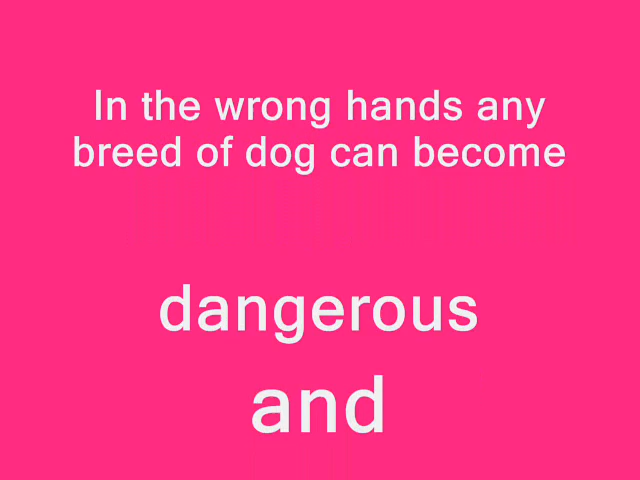 In the wrong hands any
breed of dog can become
dangerous
and